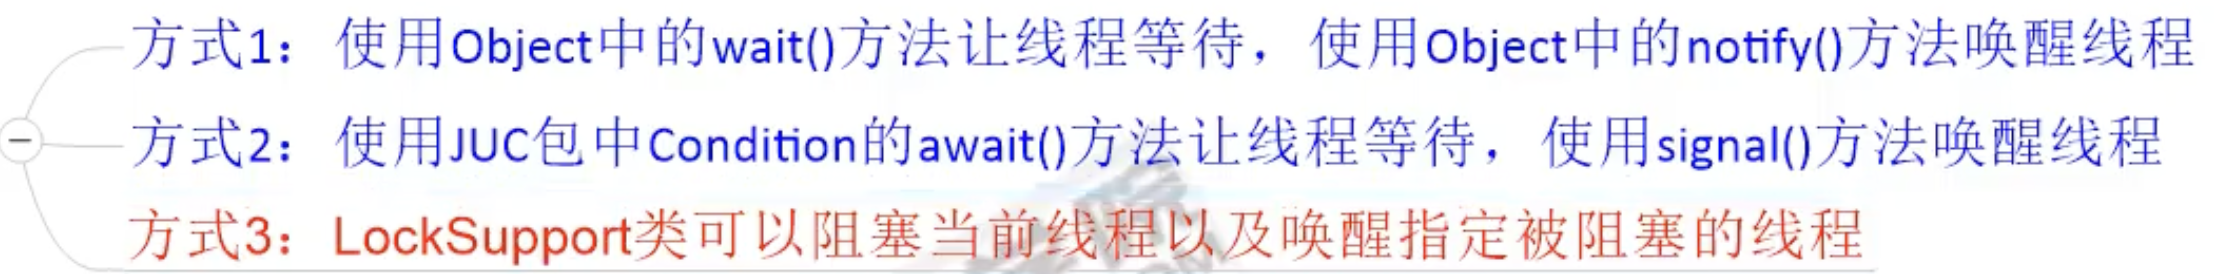 方式1：使用Object中的wait()方法让线程等待，使用Object中的notify()方法唤醒线程
方式2：使用JUC包中Condition的await()方法让线程等待，使用signal()方法唤醒线程
方式3：LockSupport类可以阻塞当前线程以及唤醒指定被阻塞的线程